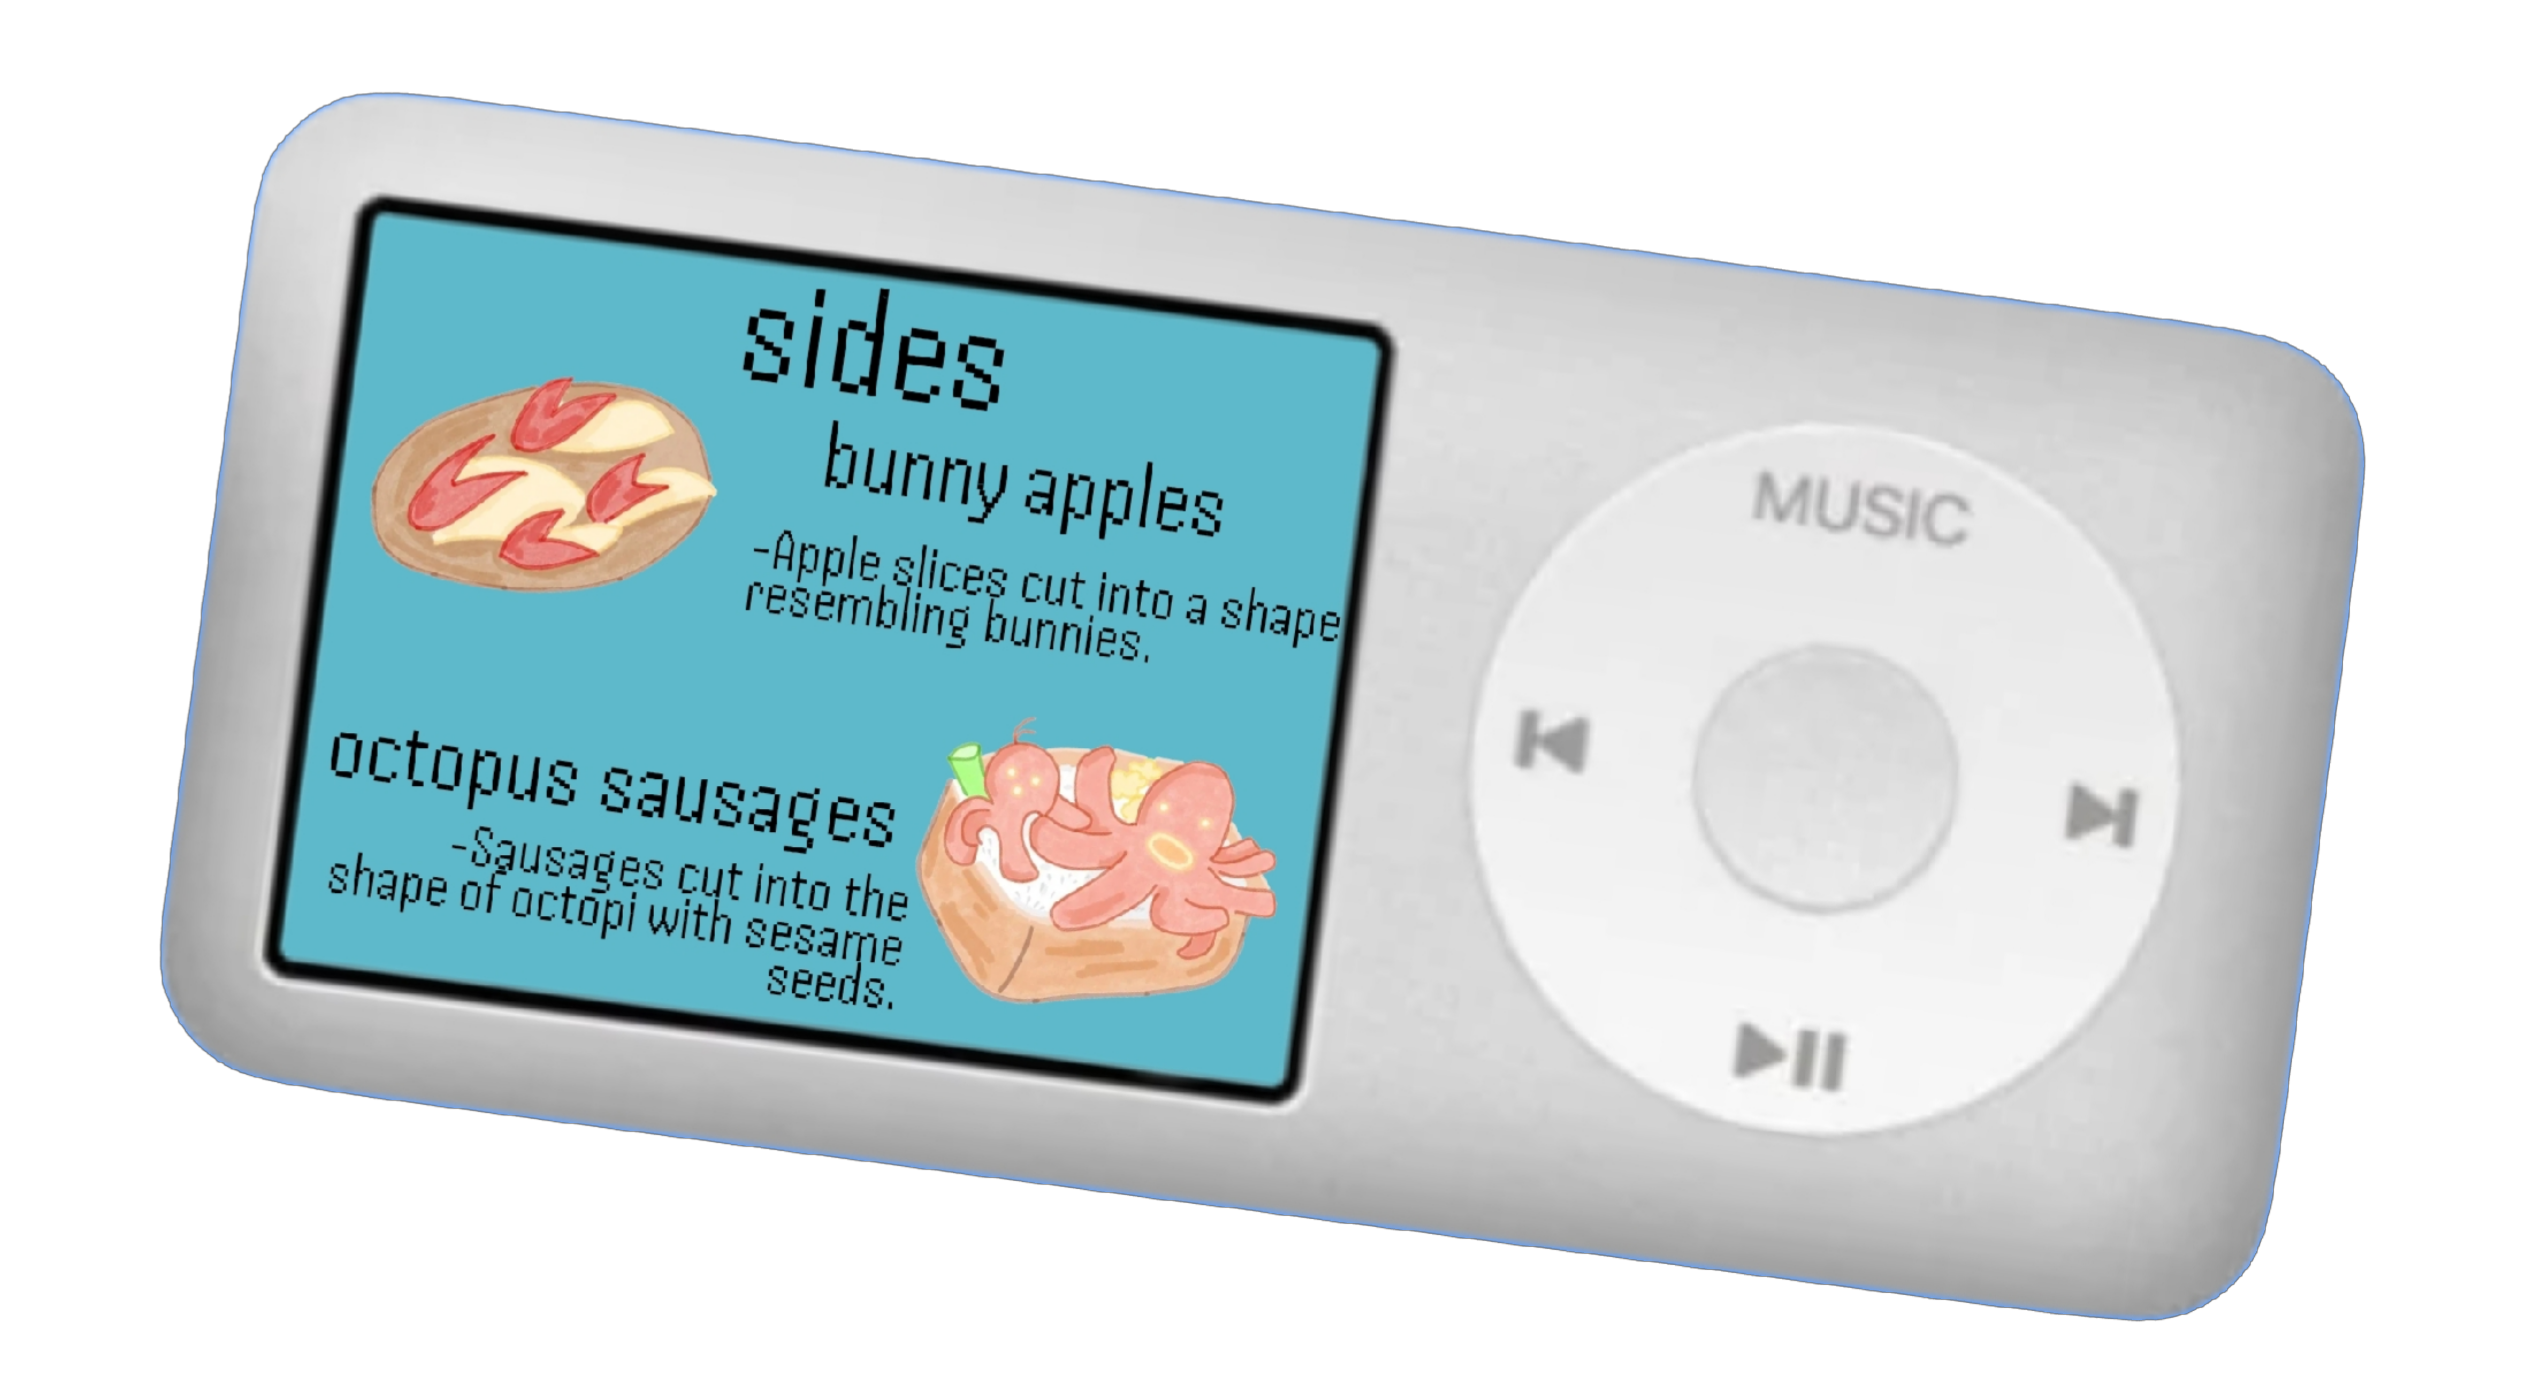 sides
bunny apples
-Apple slices cut into a shape
resembling bunnies.
octopus sausages
-Sausages cut into the
shape of octopi with sesame
seeds.
MUSIC